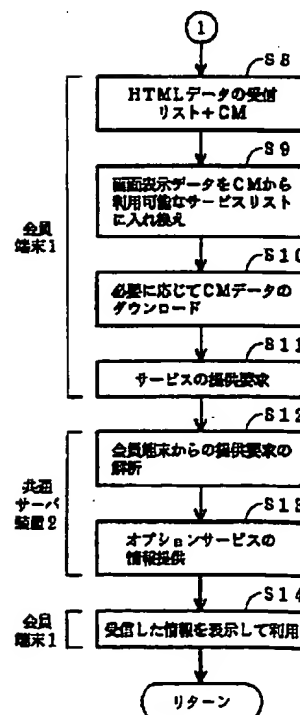 1
S8
HTMLデータの受信
リスト+CM
S9
画面表示データをCMから
利用可能なサービスリスト
に入れ換え
会員
端末1
S10
必要に応じてCMデータの
ダウンロード
S11
サービスの提供要求
S12
会員端末からの提供要求の
解析
共通
サーバ
装置2
S13
オプションサービスの
情報提供
S14
会員
端末1
受信した情報を表示して利用
リターン